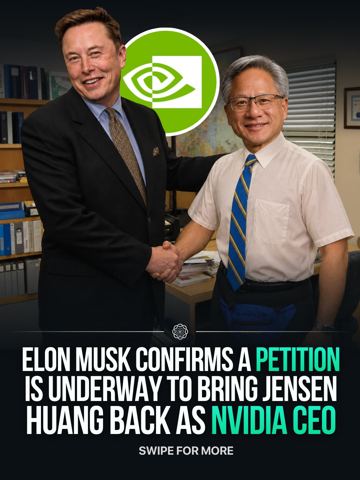 ELON MUSK CONFIRMS A PETITION
IS UNDERWAY TO BRING JENSEN
HUANG BACK AS NVIDIA CEO
SWIPE FOR MORE